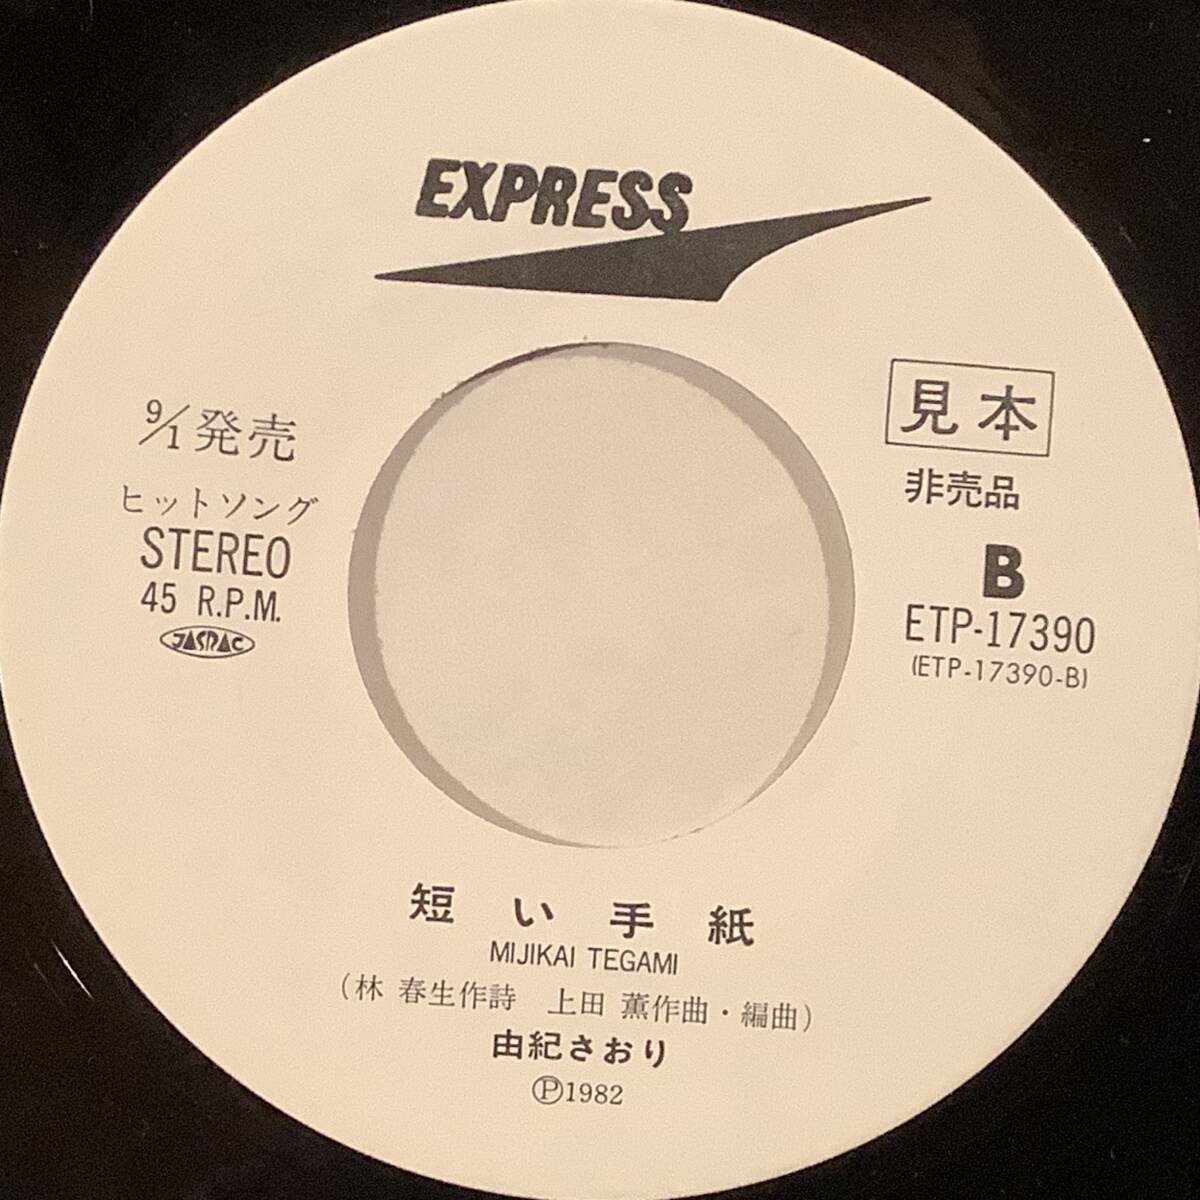 EXPRESS
9/1発売
ヒットソング
STEREO
45 R.P.M.
JASRAC
見本
非売品
B
ETP-17390
(ETP-17390-B)
短い手紙
MIJIKAI TEGAMI
(林 春生作詩 上田 薫作曲・編曲)
由紀さおり
Ⓟ1982